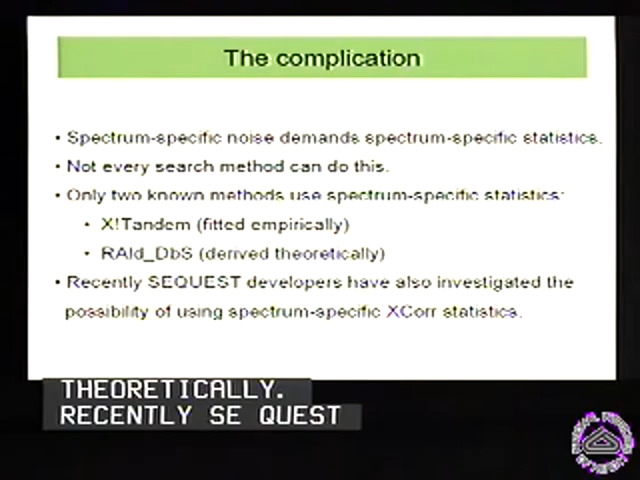 The complication
• Spectrum-specific noise demands spectrum-specific statistics.
• Not every search method can do this.
• Only two known methods use spectrum-specific statistics:
• X!Tandem (fitted empirically)
• RAId_DbS (derived theoretically)
• Recently SEQUEST developers have also investigated the
possibility of using spectrum-specific XCorr statistics.
THEORETICALLY.
RECENTLY SE QUEST